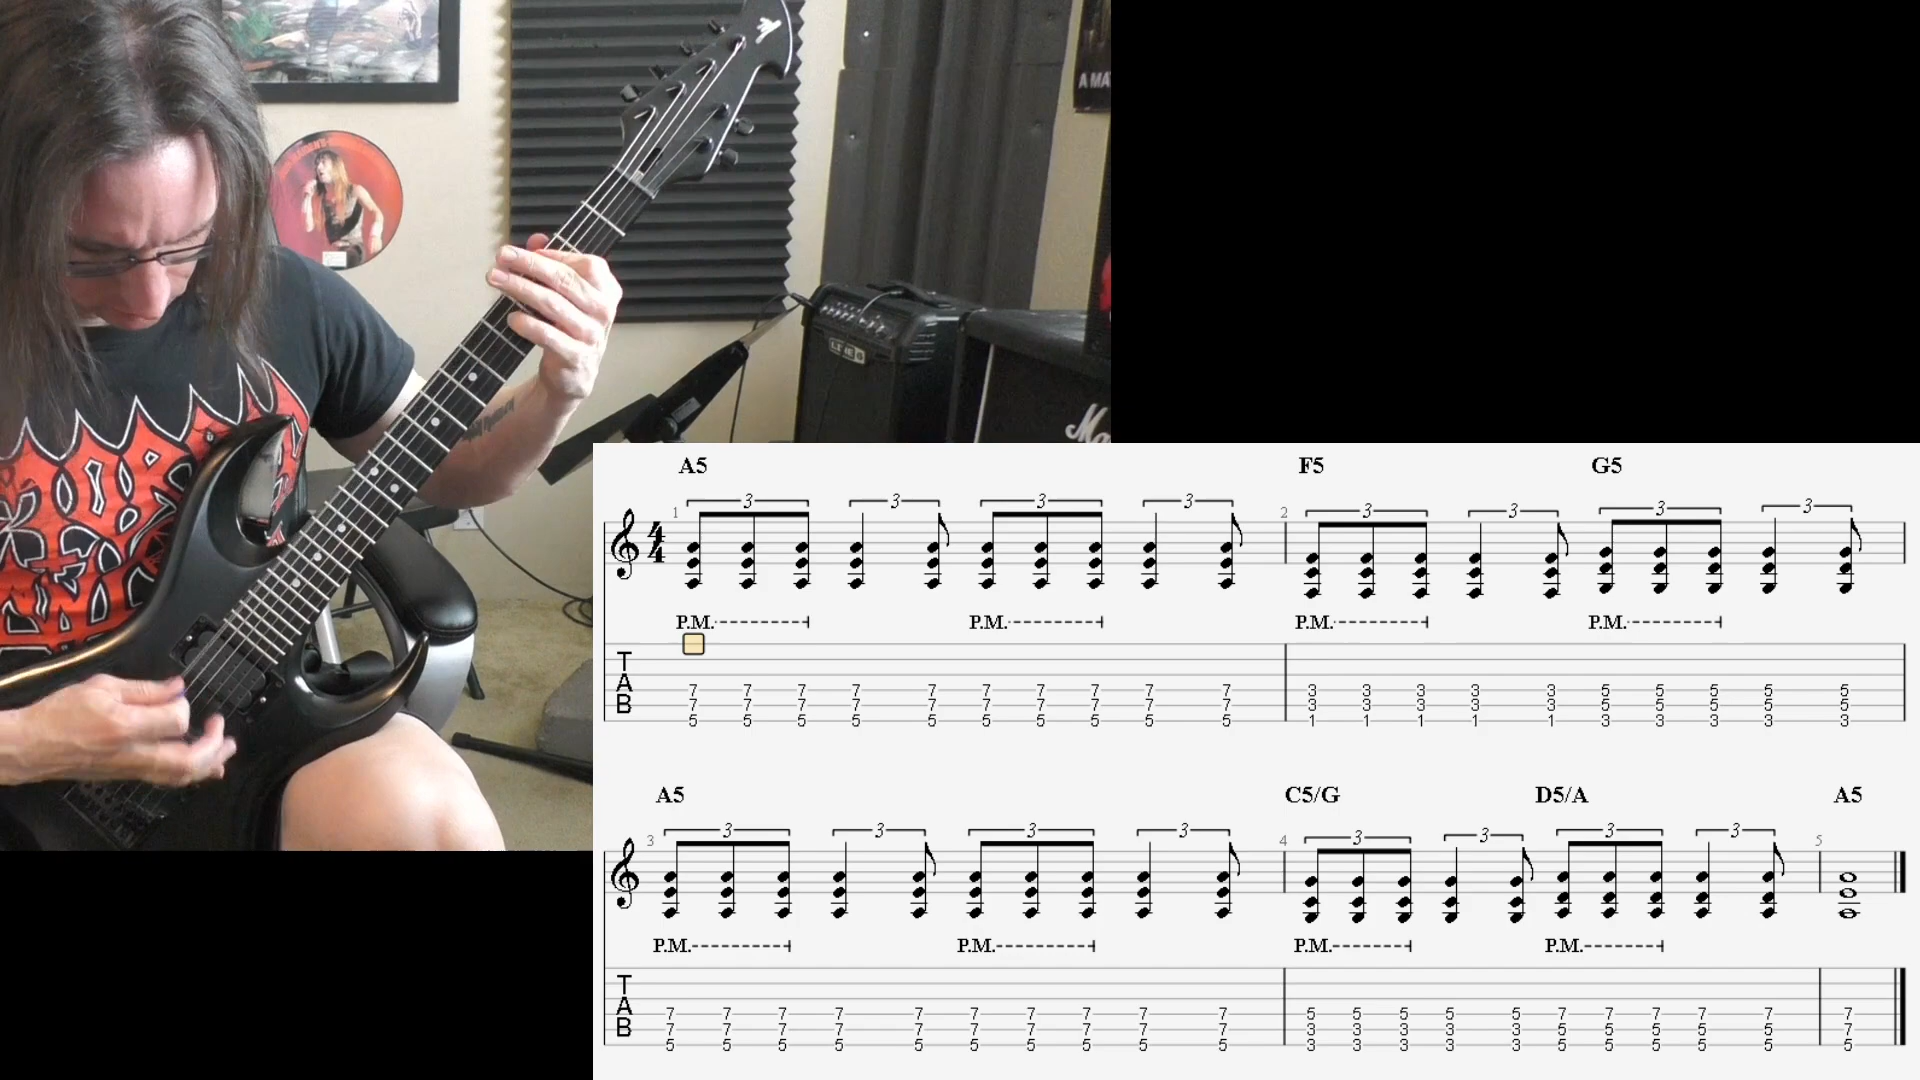 A MA
LINE 6
Ma
A5 F5 G5
3 3 3 3 3 3 3 3
1 2
4
4
P.M. P.M. P.M. P.M.
T
A
B
7 7 7 7 7 7 7 7 7 7 3 3 3 3 3 5 5 5 5 5
7 7 7 7 7 7 7 7 7 7 3 3 3 3 3 5 5 5 5 5
5 5 5 5 5 5 5 5 5 5 1 1 1 1 1 3 3 3 3 3
A5 C5/G D5/A A5
3 3 3 3 3 3 3 3
3 4 5
P.M. P.M. P.M. P.M.
T
A
B
7 7 7 7 7 7 7 7 7 7 5 5 5 5 5 7 7 7 7 7 7
7 7 7 7 7 7 7 7 7 7 3 3 3 3 3 5 5 5 5 5 7
5 5 5 5 5 5 5 5 5 5 3 3 3 3 3 5 5 5 5 5 5